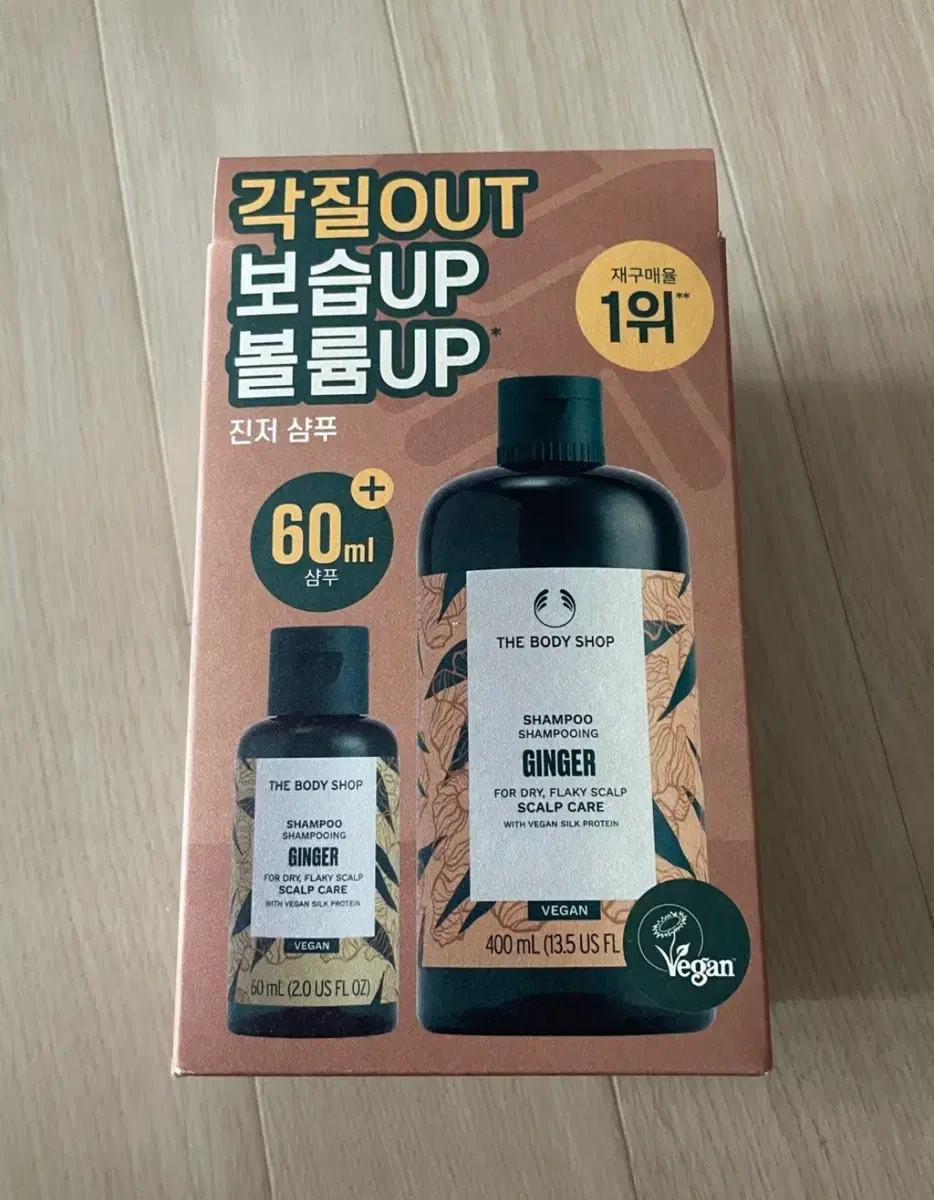 각질OUT
보습UP
볼륨UP*
진저 샴푸
재구매율
1위**
+
60ml
샴푸
THE BODY SHOP
SHAMPOO
SHAMPOOING
GINGER
FOR DRY, FLAKY SCALP
SCALP CARE
WITH VEGAN SILK PROTEIN
VEGAN
60 mL (2.0 US FL OZ)
THE BODY SHOP
SHAMPOO
SHAMPOOING
GINGER
FOR DRY, FLAKY SCALP
SCALP CARE
WITH VEGAN SILK PROTEIN
VEGAN
400 mL (13.5 US FL
Vegan™